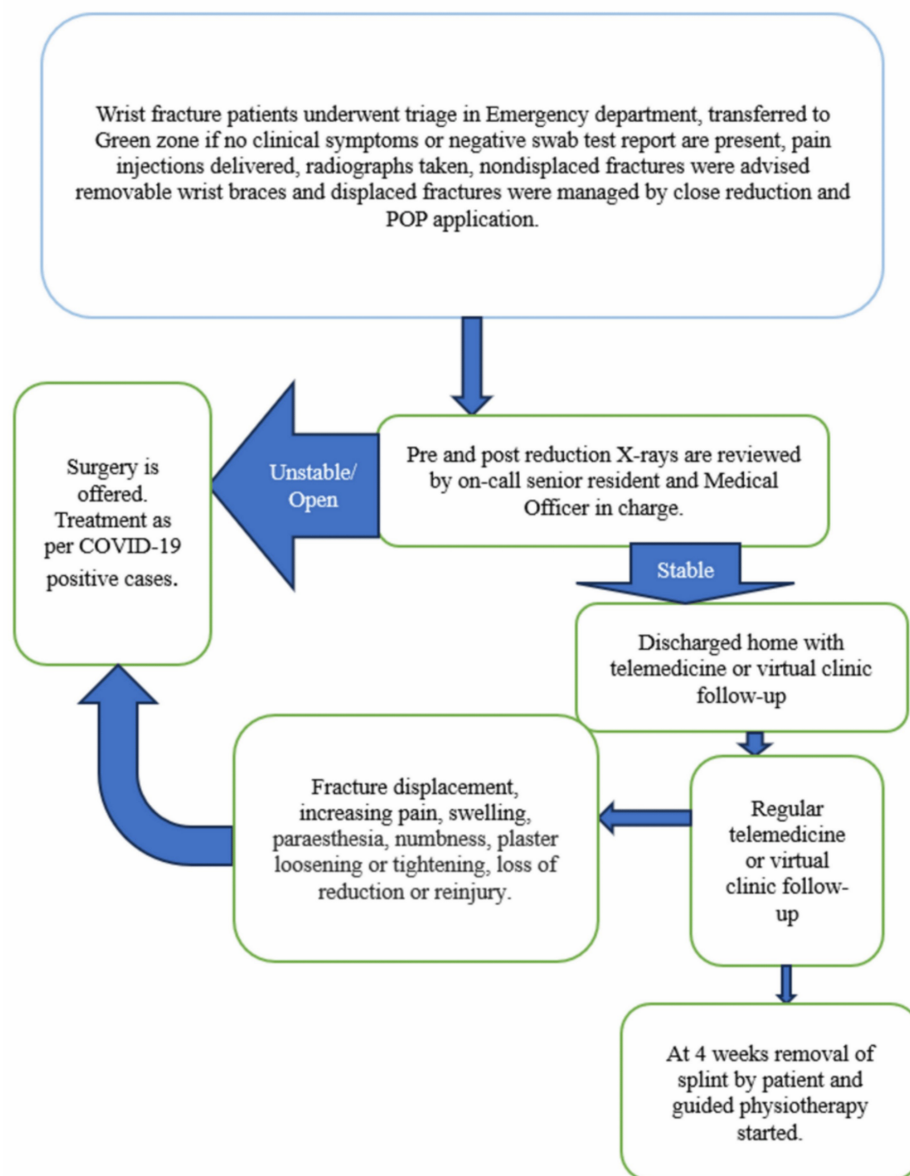 Wrist fracture patients underwent triage in Emergency department, transferred to
Green zone if no clinical symptoms or negative swab test report are present, pain
injections delivered, radiographs taken, nondisplaced fractures were advised
removable wrist braces and displaced fractures were managed by close reduction and
POP application.
Surgery is
offered.
Treatment as
per COVID-19
positive cases.
Unstable/
Open
Pre and post reduction X-rays are reviewed
by on-call senior resident and Medical
Officer in charge.
Stable
Discharged home with
telemedicine or virtual clinic
follow-up
Fracture displacement,
increasing pain, swelling,
paraesthesia, numbness, plaster
loosening or tightening, loss of
reduction or reinjury.
Regular
telemedicine
or virtual
clinic follow-
up
At 4 weeks removal of
splint by patient and
guided physiotherapy
started.